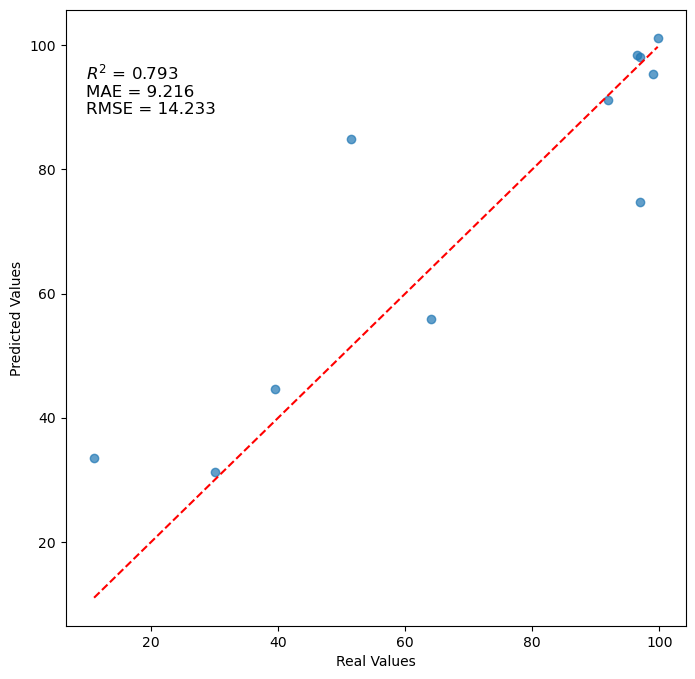 R² = 0.793
MAE = 9.216
RMSE = 14.233
100
80
60
40
20
Predicted Values
20 40 60 80 100
Real Values